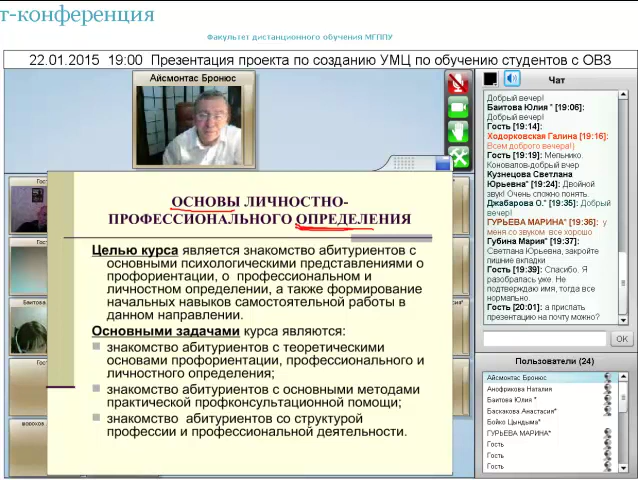 т-конференция
Факультет дистанционного обучения МГППУ
22.01.2015 19:00 Презентация проекта по созданию УМЦ по обучению студентов с ОВЗ
Айсмонтас Бронюс
ОСНОВЫ ЛИЧНОСТНО-
ПРОФЕССИОНАЛЬНОГО ОПРЕДЕЛЕНИЯ
Целью курса является знакомство абитуриентов с
основными психологическими представлениями о
профориентации, о профессиональном и
личностном определении, а также формирование
начальных навыков самостоятельной работы в
данном направлении.
Основными задачами курса являются:
знакомство абитуриентов с теоретическими
основами профориентации, профессионального и
личностного определения;
знакомство абитуриентов с основными методами
практической профконсультационной помощи;
знакомство абитуриентов со структурой
профессии и профессиональной деятельности.
Гост
Гост
Баитова
Гост
Чат
Добрый вечер!
Баитова Юлия * [19:06]:
Добрый вечер!
Гость [19:14]:
Ходорковская Галина [19:16]:
Всем доброго вечера!)
Гость [19:19]: Мельнико.
Коновалов-добрый вчер
Кузнецова Светлана
Юрьевна* [19:24]: Двойной
звук! Очень сложно понять.
Джабарова О.* [19:35]: Добрый
вечер!
ГУРЬЕВА МАРИНА* [19:36]: у
меня со звуком все хорошо
Губина Мария* [19:37]:
Светлана Юрьевна, закройте
лишние вкладки
Гость [19:39]: Спасибо. Я
разобралась уже. Не
подтверждаю имя, тогда все
нормально.
Гость [20:01]: а прислать
презентацию на почту можно?
OK
Пользователи (24)
Айсмонтас Бронюс
Анофрикова Наталия
Баитова Юлия *
Баскакова Анастасия*
Бойко Цындыма*
ГУРЬЕВА МАРИНА*
Гость
Гость
Гость